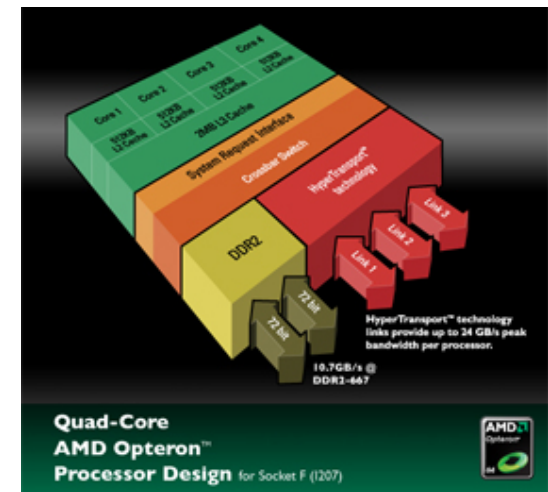 Core 1
Core 2
Core 3
Core 4
512KB
L2 Cache
512KB
L2 Cache
512KB
L2 Cache
512KB
L2 Cache
2MB L3 Cache
System Request Interface
Crossbar Switch
HyperTransport™
technology
DDR2
Link 1
Link 2
Link 3
72 bit
72 bit
HyperTransport™ technology
links provide up to 24 GB/s peak
bandwidth per processor.
10.7GB/s @
DDR2-667
Quad-Core
AMD Opteron™
Processor Design for Socket F (1207)
AMD
Opteron
64